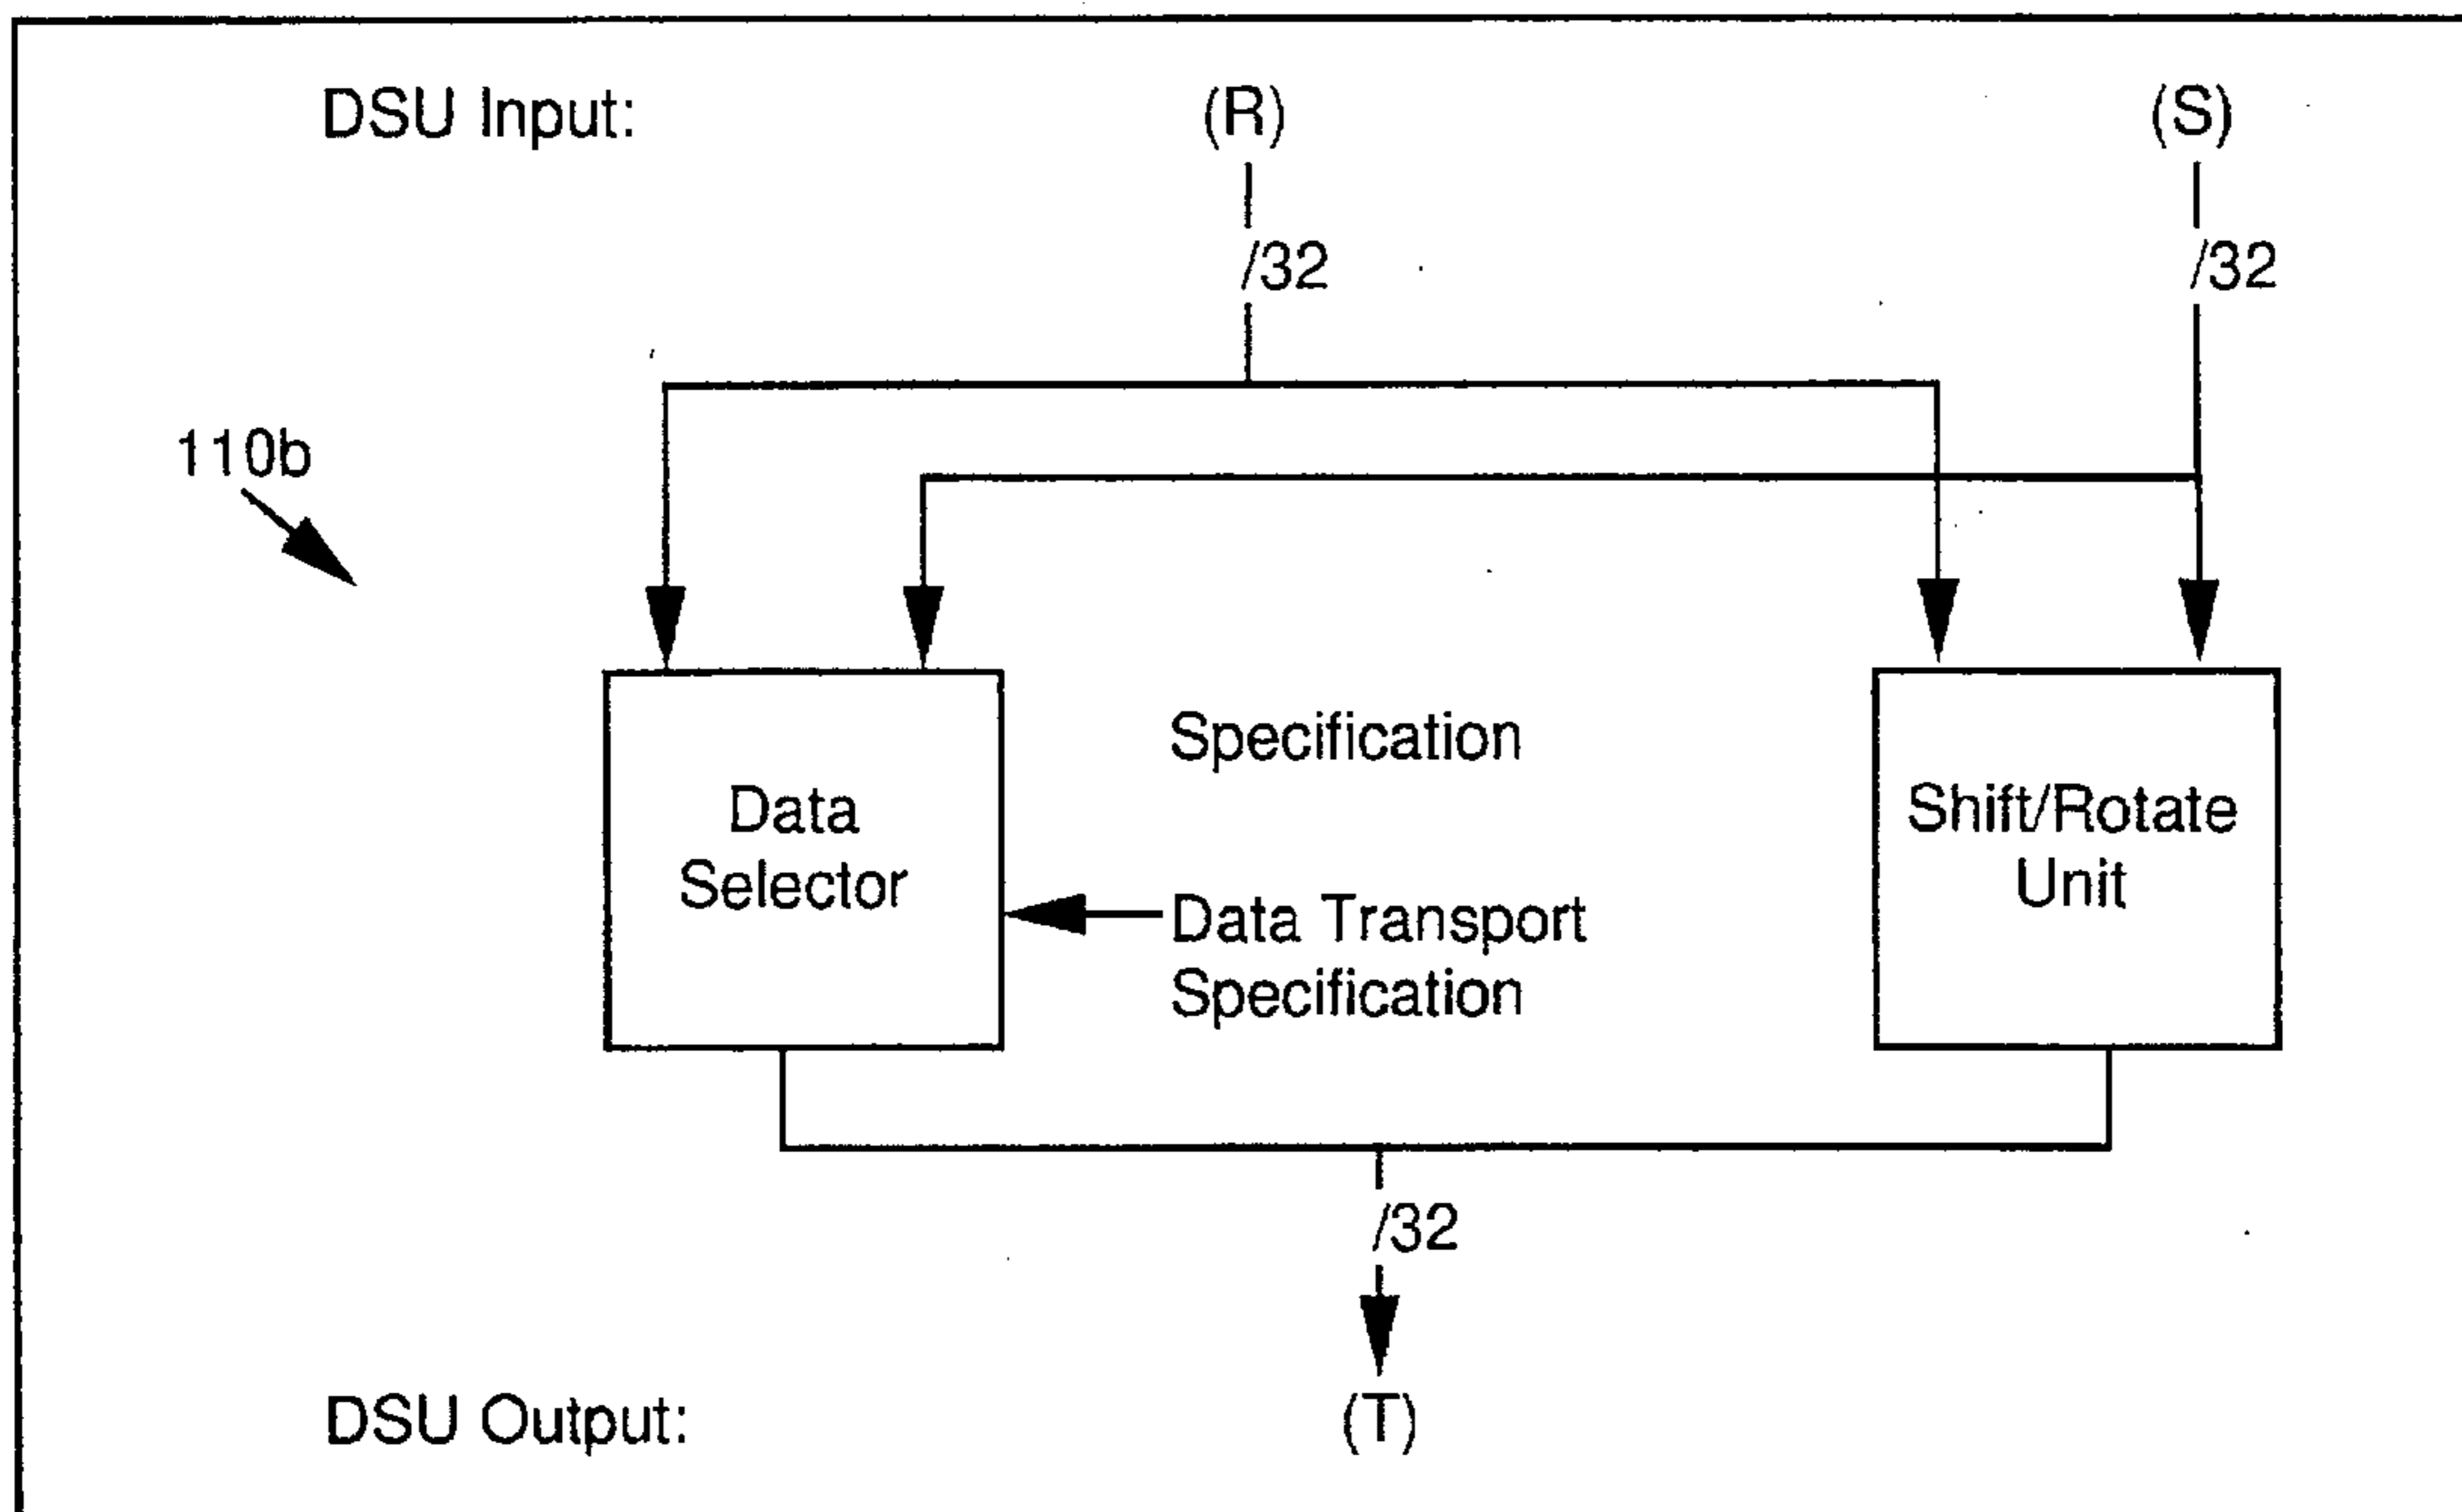 DSU Input:
(R)
(S)
/32
/32
110b
Specification
Data
Selector
Shift/Rotate
Unit
Data Transport
Specification
/32
DSU Output:
(T)